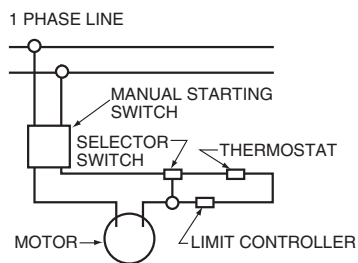 1 PHASE LINE
MANUAL STARTING
SWITCH
SELECTOR
SWITCH
THERMOSTAT
MOTOR
LIMIT CONTROLLER